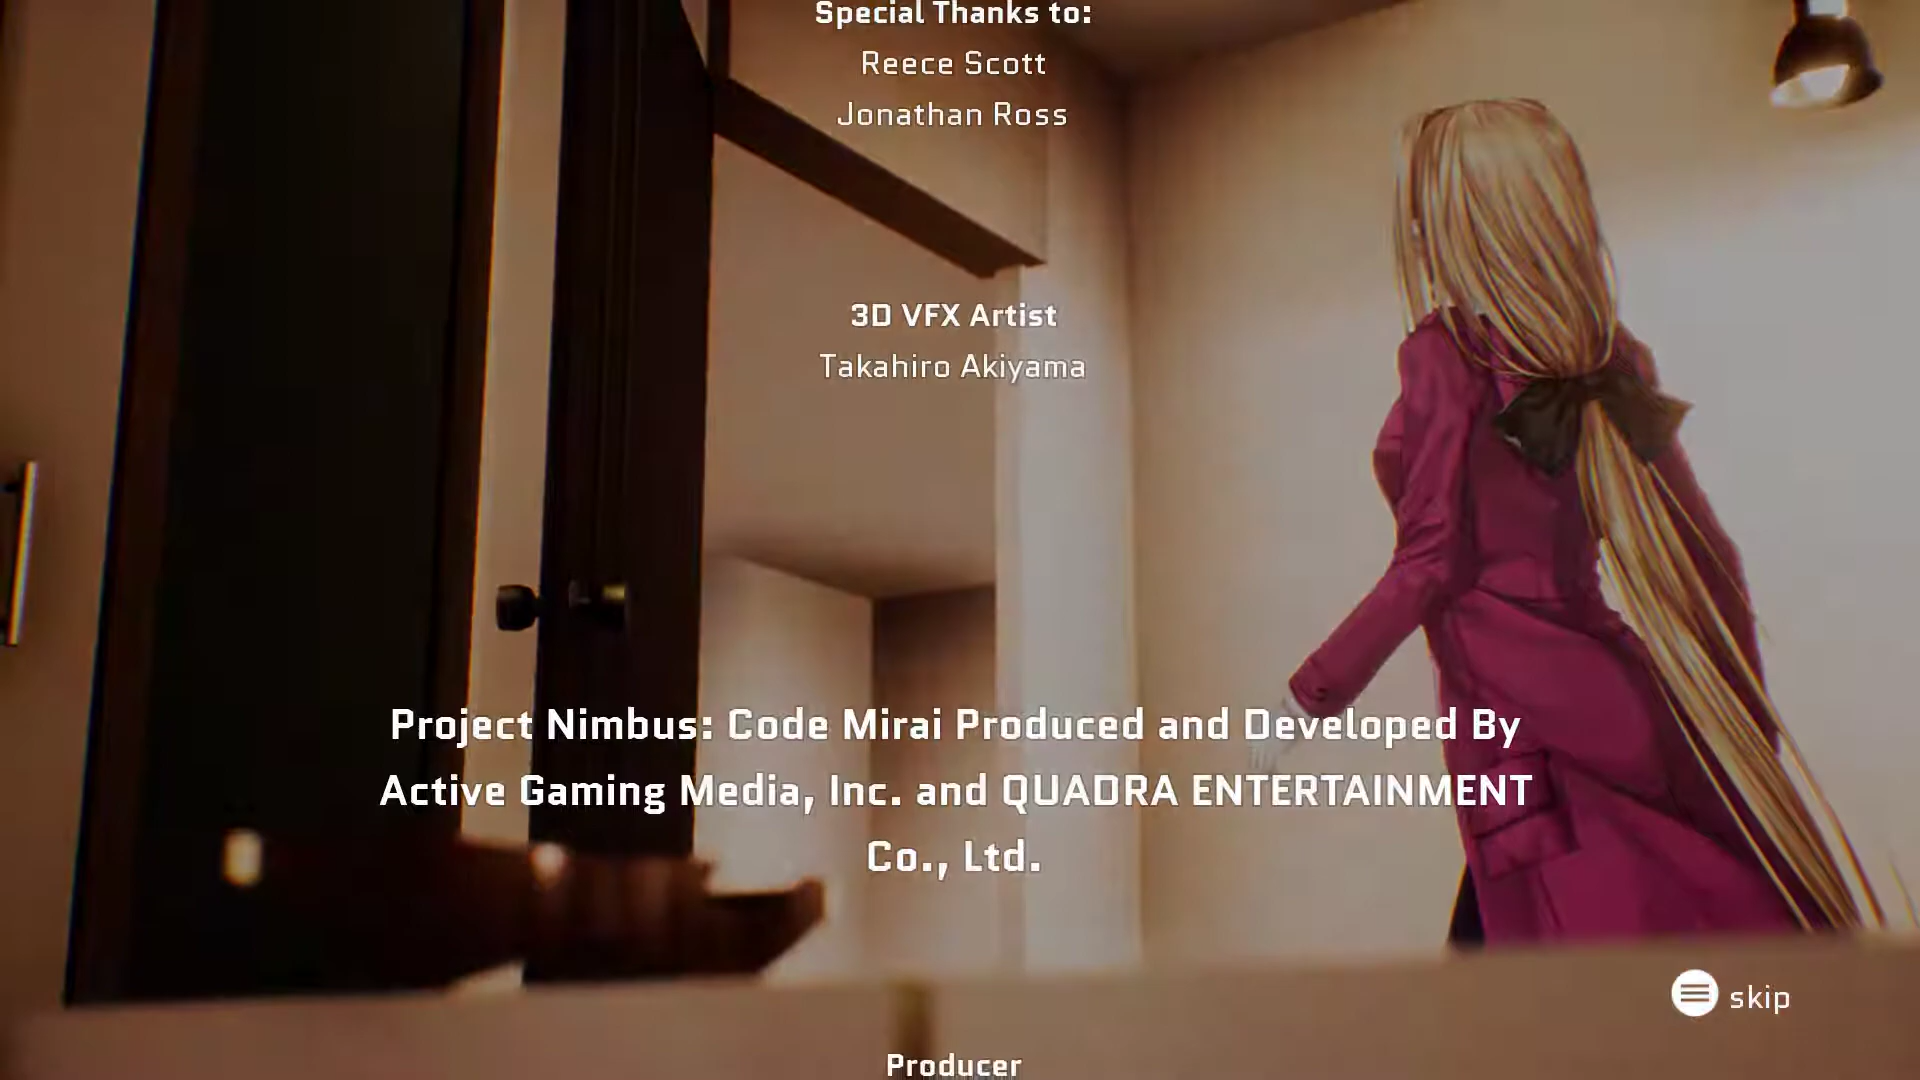 Special Thanks to:
Reece Scott
Jonathan Ross
3D VFX Artist
Takahiro Akiyama
Project Nimbus: Code Mirai Produced and Developed By
Active Gaming Media, Inc. and QUADRA ENTERTAINMENT
Co., Ltd.
skip
Producer